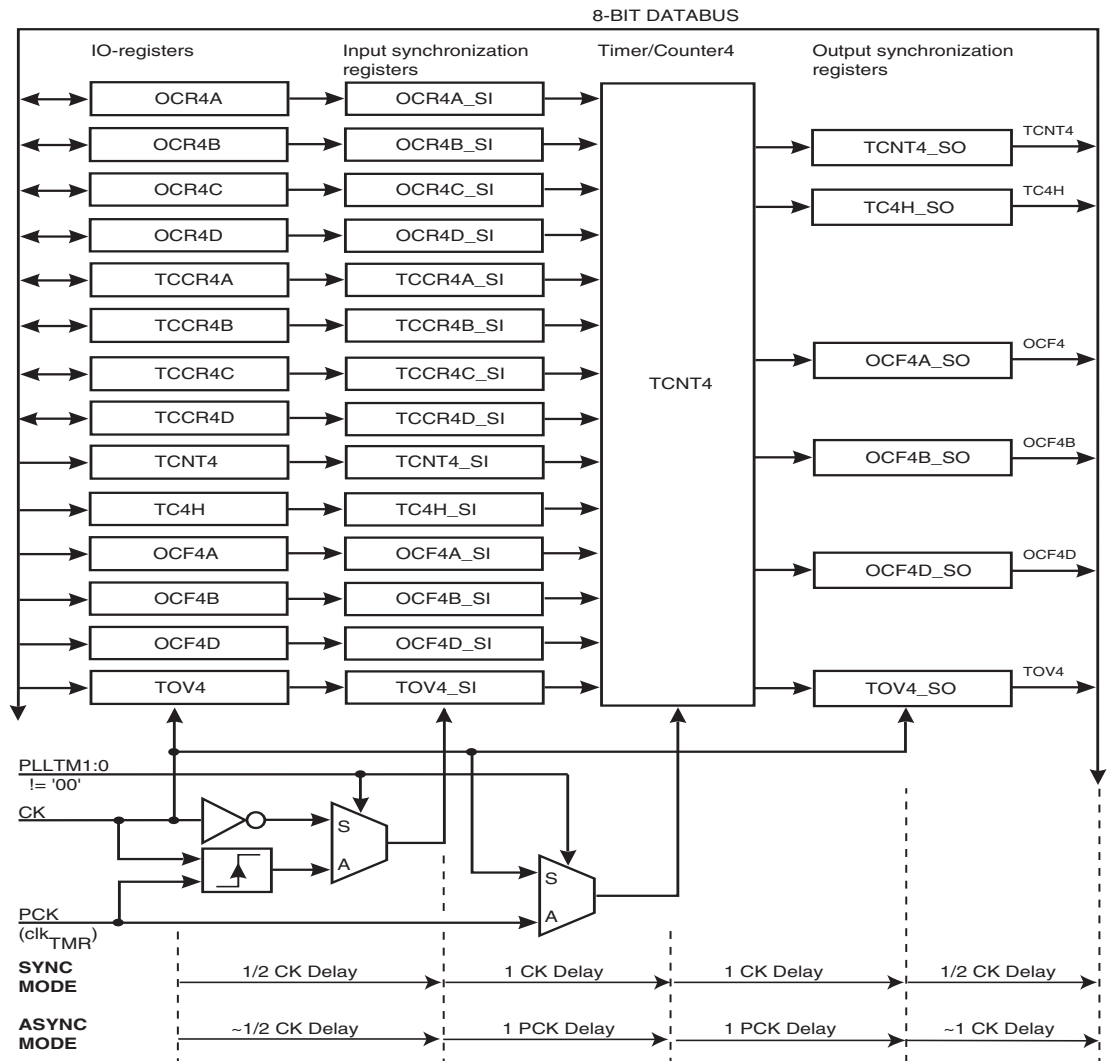 8-BIT DATABUS
IO-registers
Input synchronization
registers
Timer/Counter4
Output synchronization
registers
OCR4A
OCR4A_SI
OCR4B
OCR4B_SI
TCNT4_SO
TCNT4
OCR4C
OCR4C_SI
TC4H_SO
TC4H
OCR4D
OCR4D_SI
TCCR4A
TCCR4A_SI
TCCR4B
TCCR4B_SI
OCF4A_SO
OCF4
TCCR4C
TCCR4C_SI
TCNT4
TCCR4D
TCCR4D_SI
TCNT4
TCNT4_SI
OCF4B_SO
OCF4B
TC4H
TC4H_SI
OCF4A
OCF4A_SI
OCF4D_SO
OCF4D
OCF4B
OCF4B_SI
OCF4D
OCF4D_SI
TOV4
TOV4_SI
TOV4_SO
TOV4
PLLTM1:0
!= '00'
CK
S
A
S
A
PCK
(clkTMR)
SYNC
MODE
1/2 CK Delay
1 CK Delay
1 CK Delay
1/2 CK Delay
ASYNC
MODE
~1/2 CK Delay
1 PCK Delay
1 PCK Delay
~1 CK Delay